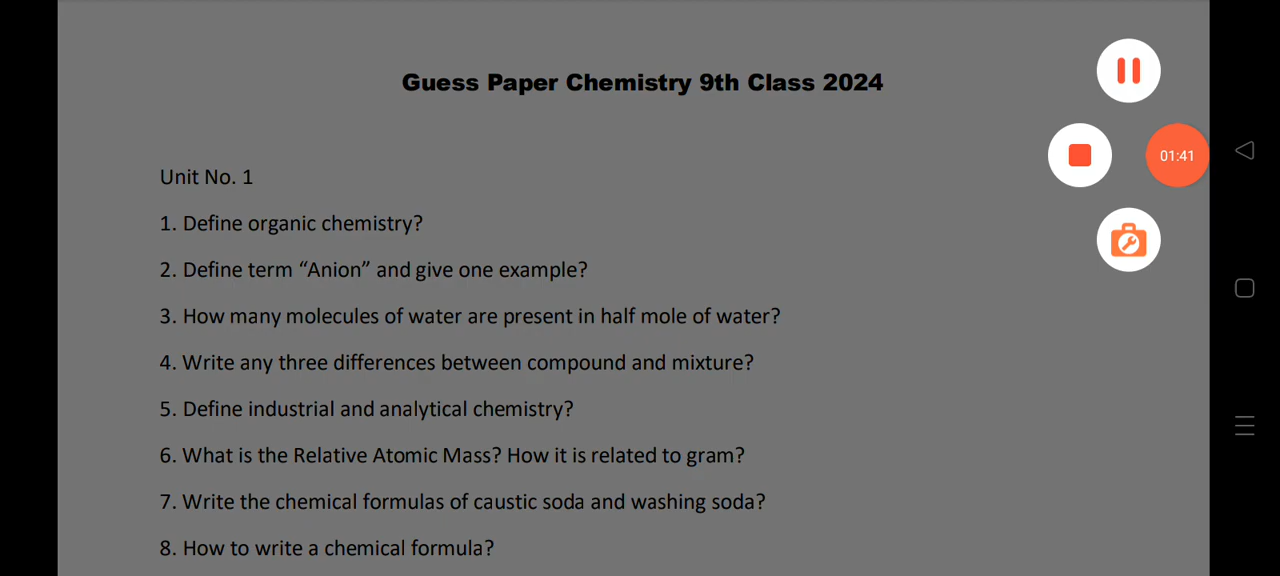 Guess Paper Chemistry 9th Class 2024
01:41
Unit No. 1
1. Define organic chemistry?
2. Define term “Anion” and give one example?
3. How many molecules of water are present in half mole of water?
4. Write any three differences between compound and mixture?
5. Define industrial and analytical chemistry?
6. What is the Relative Atomic Mass? How it is related to gram?
7. Write the chemical formulas of caustic soda and washing soda?
8. How to write a chemical formula?